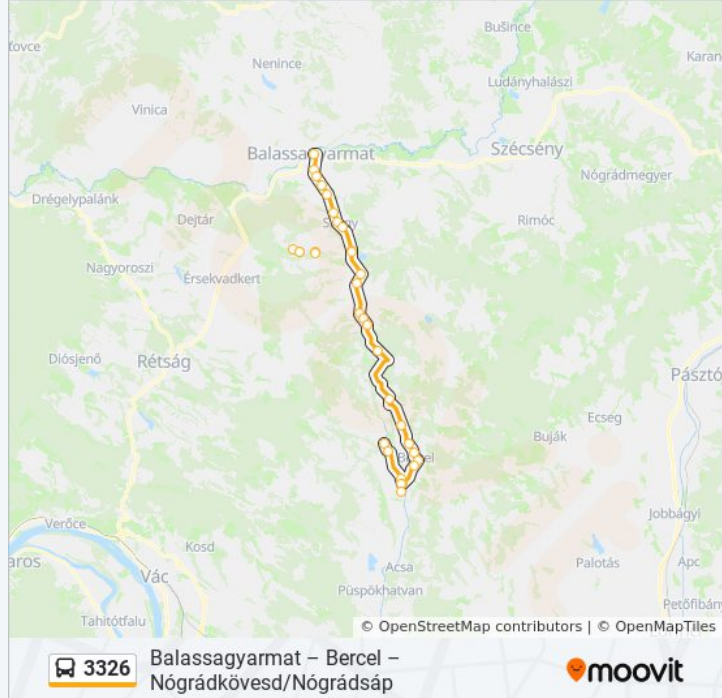 Bušince
Karan
ťovce
Nenince
Ludányhalászi
Vinica
Balassagyarmat
Szécsény
Nógrádmegyer
Drégelypalánk
Dejtár
Rimóc
Nagyoroszi
Érsekvadkert
Diósjenő
Rétság
Pásztó
Ecseg
Buják
Bercel
Jobbágyi
Verőce
Kosd
aros
Vác
Acsa
Palotás
Apc
Püspökhatvan
Petőfibány
Tahitótfalu
© OpenStreetMap contributors | © OpenMapTiles
3326
Balassagyarmat – Bercel –
Nógrádkövesd/Nógrádsáp
moovit